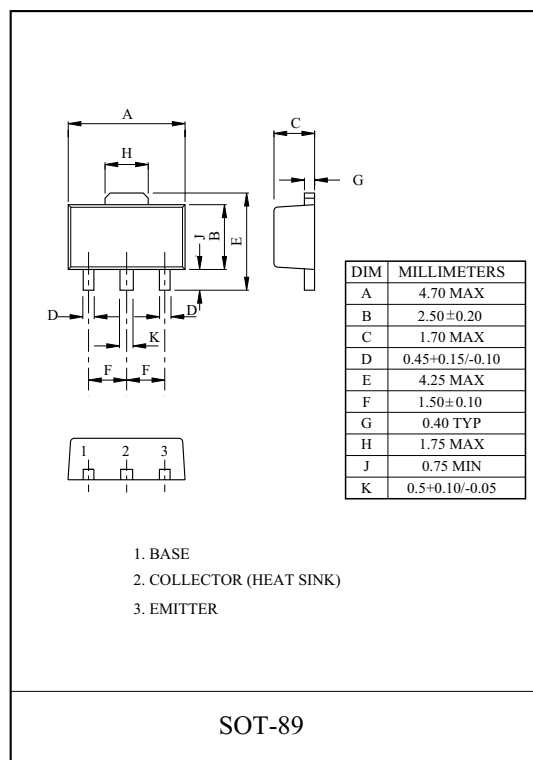 A
C
H
G
J
B
E
D
D
K
F F
1 2 3
DIM MILLIMETERS
A 4.70 MAX
B 2.50±0.20
C 1.70 MAX
D 0.45+0.15/-0.10
E 4.25 MAX
F 1.50±0.10
G 0.40 TYP
H 1.75 MAX
J 0.75 MIN
K 0.5+0.10/-0.05
1. BASE
2. COLLECTOR (HEAT SINK)
3. EMITTER
SOT-89